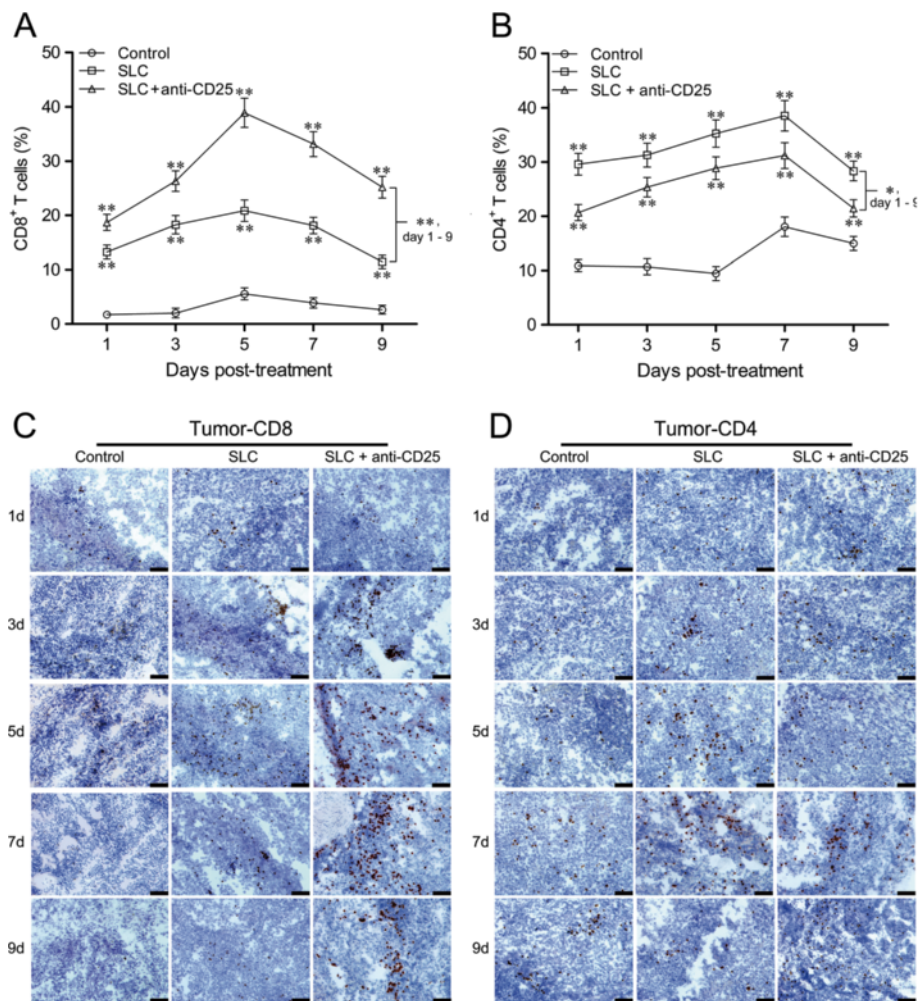 A
Control
SLC
SLC+anti-CD25
CD8+ T cells (%)
50
40
30
20
10
0
**
**
**
**
**
**
**
**
**
**
**,
day 1 - 9
1 3 5 7 9
Days post-treatment
B
Control
SLC
SLC + anti-CD25
CD4+ T cells (%)
50
40
30
20
10
0
**
**
**
**
**
**
**
**
**
**
*,
day 1-9
1 3 5 7 9
Days post-treatment
C
Tumor-CD8
Control SLC SLC + anti-CD25
1d
3d
5d
7d
9d
D
Tumor-CD4
Control SLC SLC + anti-CD25
1d
3d
5d
7d
9d